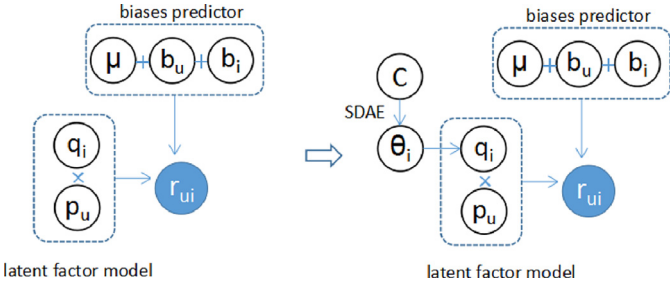 biases predictor
μ + b_u + b_i
q_i
×
p_u
r_ui
latent factor model
biases predictor
μ + b_u + b_i
C
SDAE
θ_i
q_i
×
p_u
r_ui
latent factor model